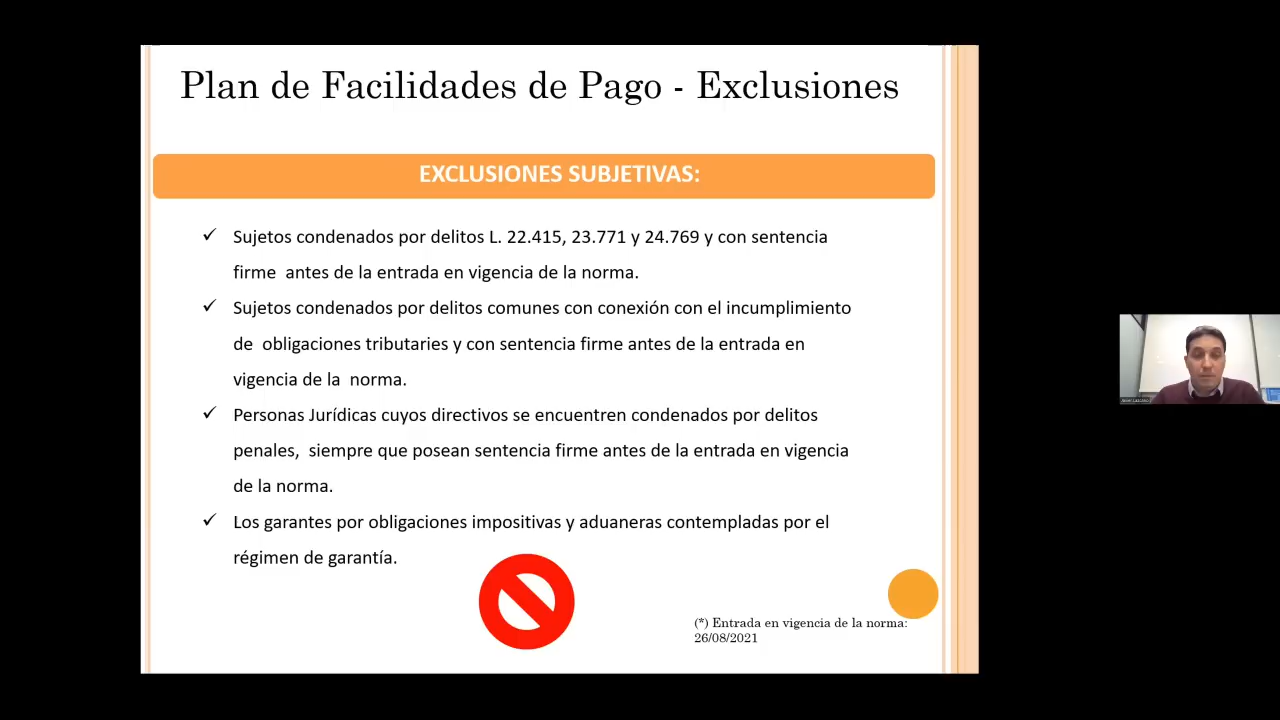 Plan de Facilidades de Pago - Exclusiones
EXCLUSIONES SUBJETIVAS:
✓ Sujetos condenados por delitos L. 22.415, 23.771 y 24.769 y con sentencia
firme antes de la entrada en vigencia de la norma.
✓ Sujetos condenados por delitos comunes con conexión con el incumplimiento
de obligaciones tributaries y con sentencia firme antes de la entrada en
vigencia de la norma.
✓ Personas Jurídicas cuyos directivos se encuentren condenados por delitos
penales, siempre que posean sentencia firme antes de la entrada en vigencia
de la norma.
✓ Los garantes por obligaciones impositivas y aduaneras contempladas por el
régimen de garantía.
(*) Entrada en vigencia de la norma:
26/08/2021